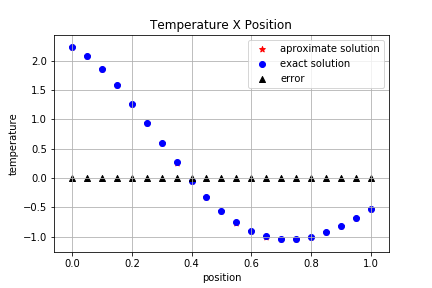 Temperature X Position
aproximate solution
exact solution
error
temperature
2.0
1.5
1.0
0.5
0.0
−0.5
−1.0
0.0 0.2 0.4 0.6 0.8 1.0
position